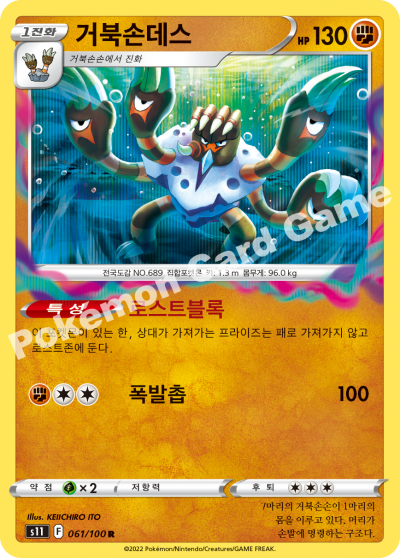 1진화
거북손데스
HP 130
거북손손에서 진화
전국도감 NO.689 집합포켓몬 키: 1.3 m 몸무게: 96.0 kg
특성 로스트블록
이 포켓몬이 있는 한, 상대가 가져가는 프라이즈는 패로 가져가지 않고
로스트존에 둔다.
폭발춉 100
약점 ×2 저항력 후퇴
Illus. KEIICHIRO ITO
s11 F 061/100 R
7마리의 거북손손이 1마리의
몸을 이루고 있다. 머리가
손발에 명령하는 구조다.
©2022 Pokémon/Nintendo/Creatures/GAME FREAK.
Pokémon Card Game